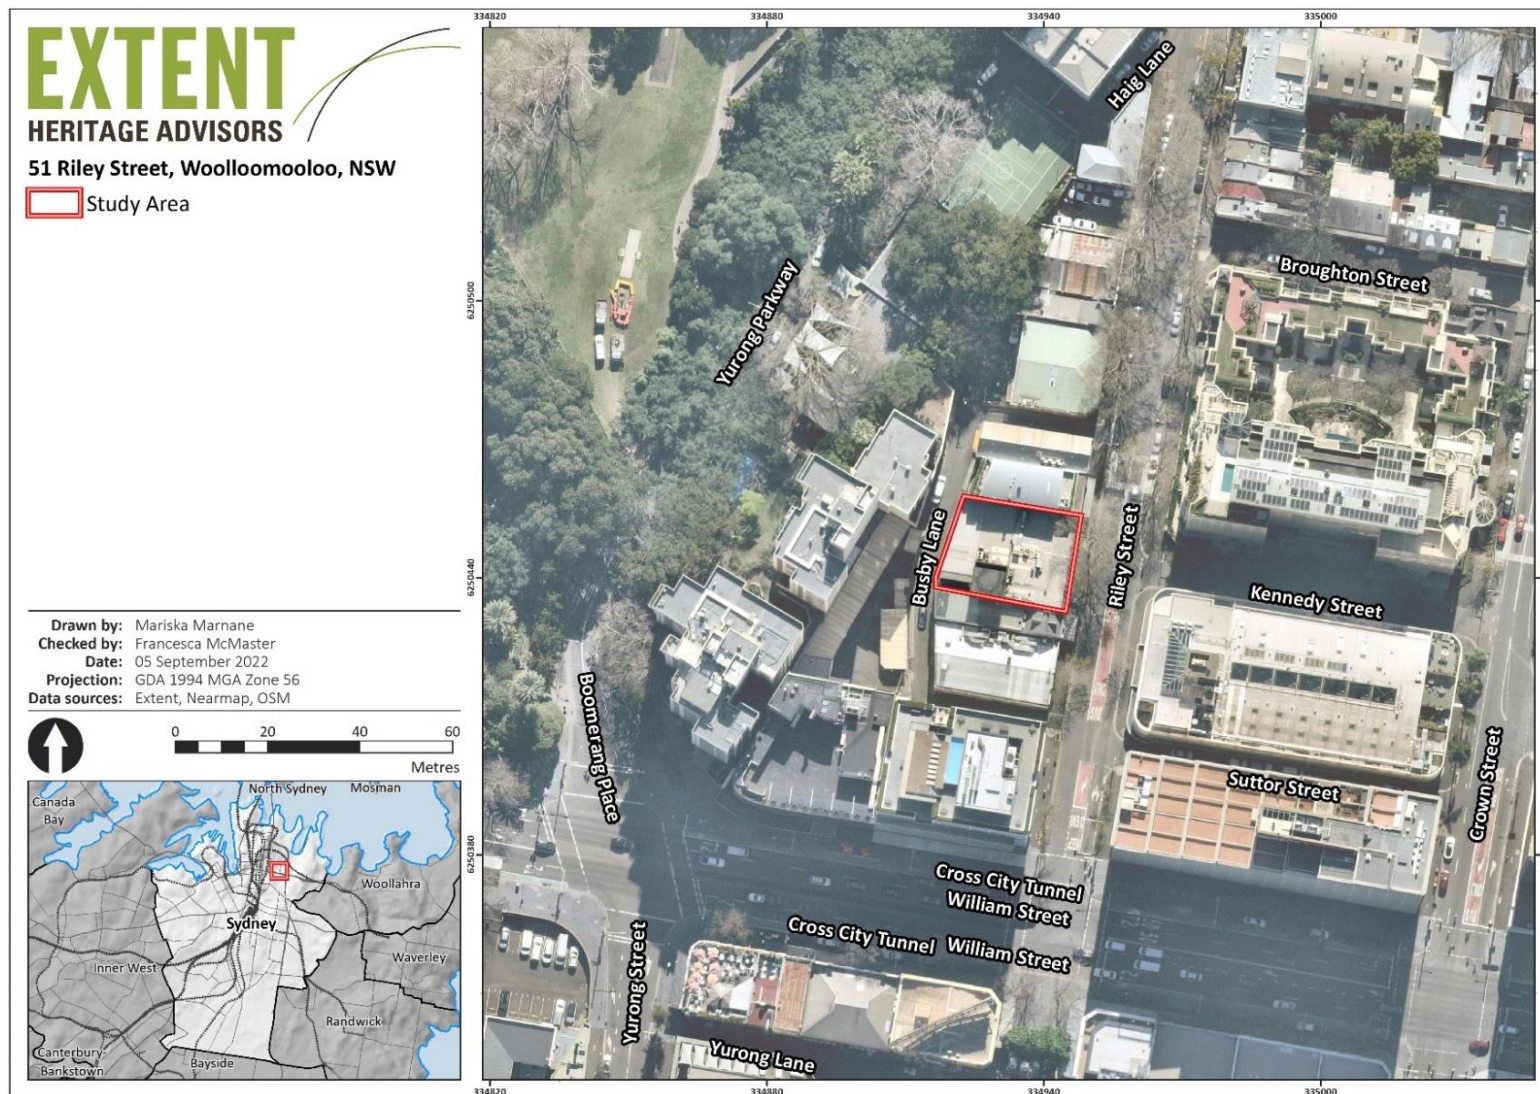 EXTENT
HERITAGE ADVISORS
51 Riley Street, Woolloomooloo, NSW
Study Area
Drawn by: Mariska Marnane
Checked by: Francesca McMaster
Date: 05 September 2022
Projection: GDA 1994 MGA Zone 56
Data sources: Extent, Nearmap, OSM
0 20 40 60
Metres
Canada
Bay
North Sydney
Mosman
Woollahra
Sydney
Inner West
Waverley
Randwick
Canterbury-
Bankstown
Bayside
334820 334880 334940 335000
6250500
6250440
6250380
Haig Lane
Broughton Street
Yurong Parkway
Busby Lane
Riley Street
Kennedy Street
Boomerang Place
Suttor Street
Crown Street
Cross City Tunnel
William Street
Cross City Tunnel William Street
Yurong Street
Yurong Lane
334820 334880 334940 335000